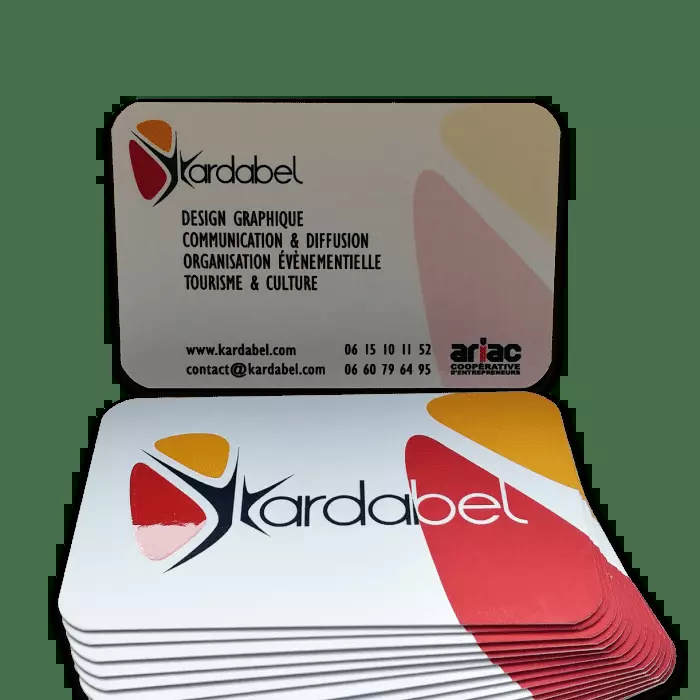 Kardabel
DESIGN GRAPHIQUE
COMMUNICATION & DIFFUSION
ORGANISATION ÉVÈNEMENTIELLE
TOURISME & CULTURE
www.kardabel.com 06 15 10 11 52
contact@kardabel.com 06 60 79 64 95
ariac
COOPÉRATIVE
D'ENTREPRENEURS
Kardabel